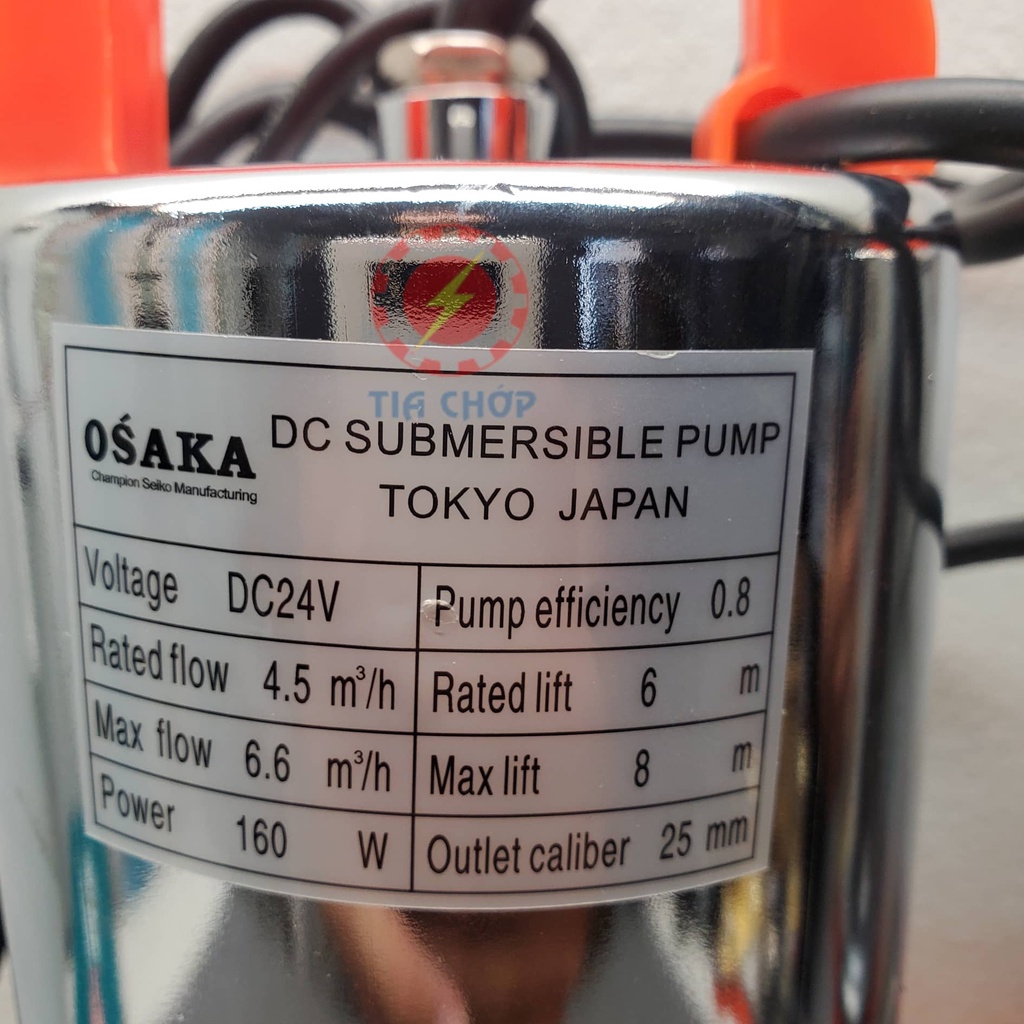 TIA CHỚP
OŚAKA
Champion Seiko Manufacturing
DC SUBMERSIBLE PUMP
TOKYO JAPAN
Voltage DC24V
Pump efficiency 0.8
Rated flow 4.5 m³/h
Rated lift 6 m
Max flow 6.6 m³/h
Max lift 8 m
Power 160 W
Outlet caliber 25 mm